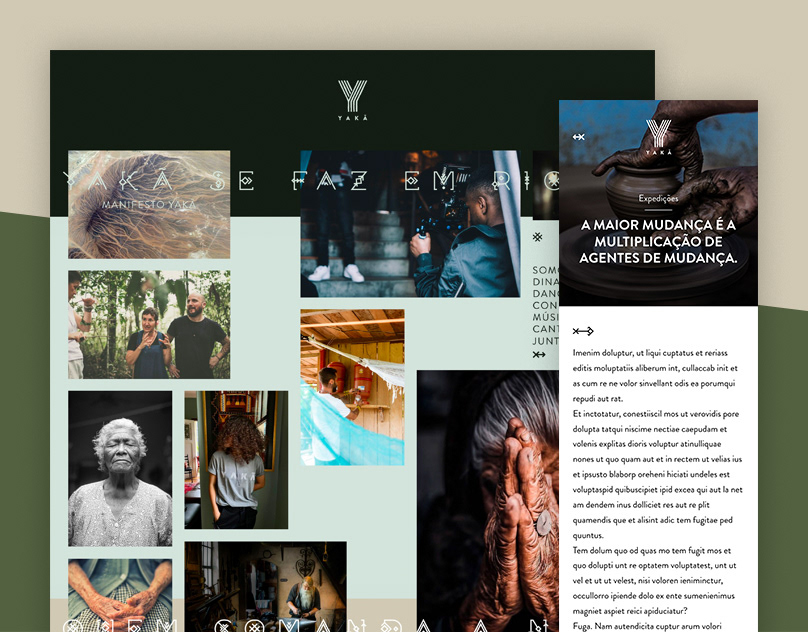 YAKÁ
YAKÁ SE FAZ EM RIO
MANIFESTO YAKÁ
YAKÁ
SOMO
DINA
DANÇ
CON
MÚSI
CANT
JUNT
QUEM COMANDA A N
YAKÁ
Expedições
A MAIOR MUDANÇA É A
MULTIPLICAÇÃO DE
AGENTES DE MUDANÇA.
Imenim doluptur, ut liqui cuptatus et reriass
editis moluptatiis aliberum int, cullaccab init et
as cum re ne volor sinvellant odis ea porumqui
repudi aut rat.
Et inctotatur, conestiiscil mos ut verovidis pore
dolupta tatqui niscime nectiae caepudam et
volenis explitas dioris voluptur atinulliquae
nones ut quo quam aut et in rectem ut velias ius
et ipsusto blaborp oreheni hiciati undeles est
voluptaspid quibuscipiet ipid excea qui aut la net
am dendem inus dolliciet res aut re plit
quamendis que et alisint adic tem fugitae ped
quuntus.
Tem dolum quo od quas mo tem fugit mos et
quo dolupti unt re optatem voluptatest, unt ut
vel et ut ut velest, nisi voloren ieniminctur,
occullorro ipiende dolo ex ente sumenienimus
magniet aspiet reici apiduciatur?
Fuga. Nam autendicita cuptur arum volori